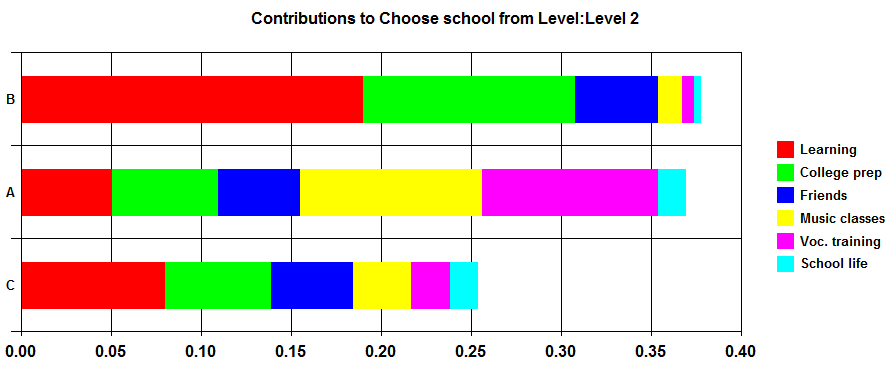 Contributions to Choose school from Level:Level 2
B
A
C
0.00 0.05 0.10 0.15 0.20 0.25 0.30 0.35 0.40
Learning
College prep
Friends
Music classes
Voc. training
School life